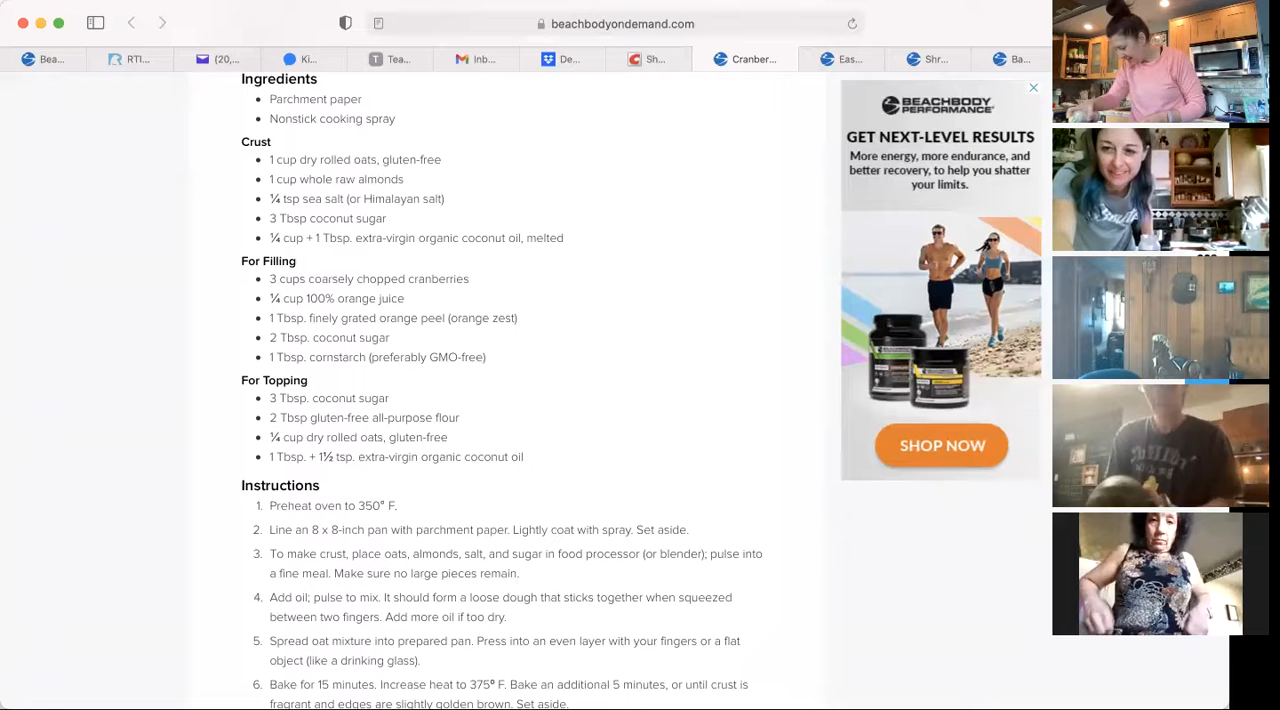 beachbodyondemand.com
Bea...
RTI...
(20,...
Ki...
Tea...
Inb...
De...
Sh...
Cranber...
Eas...
Shr...
Ba...
Ingredients
Parchment paper
Nonstick cooking spray
Crust
1 cup dry rolled oats, gluten-free
1 cup whole raw almonds
¼ tsp sea salt (or Himalayan salt)
3 Tbsp coconut sugar
¼ cup + 1 Tbsp. extra-virgin organic coconut oil, melted
For Filling
3 cups coarsely chopped cranberries
¼ cup 100% orange juice
1 Tbsp. finely grated orange peel (orange zest)
2 Tbsp. coconut sugar
1 Tbsp. cornstarch (preferably GMO-free)
For Topping
3 Tbsp. coconut sugar
2 Tbsp gluten-free all-purpose flour
¼ cup dry rolled oats, gluten-free
1 Tbsp. + 1½ tsp. extra-virgin organic coconut oil
Instructions
1. Preheat oven to 350° F.
2. Line an 8 x 8-inch pan with parchment paper. Lightly coat with spray. Set aside.
3. To make crust, place oats, almonds, salt, and sugar in food processor (or blender); pulse into
a fine meal. Make sure no large pieces remain.
4. Add oil; pulse to mix. It should form a loose dough that sticks together when squeezed
between two fingers. Add more oil if too dry.
5. Spread oat mixture into prepared pan. Press into an even layer with your fingers or a flat
object (like a drinking glass).
6. Bake for 15 minutes. Increase heat to 375° F. Bake an additional 5 minutes, or until crust is
fragrant and edges are slightly golden brown. Set aside.
BEACHBODY
PERFORMANCE
GET NEXT-LEVEL RESULTS
More energy, more endurance, and
better recovery, to help you shatter
your limits.
SHOP NOW